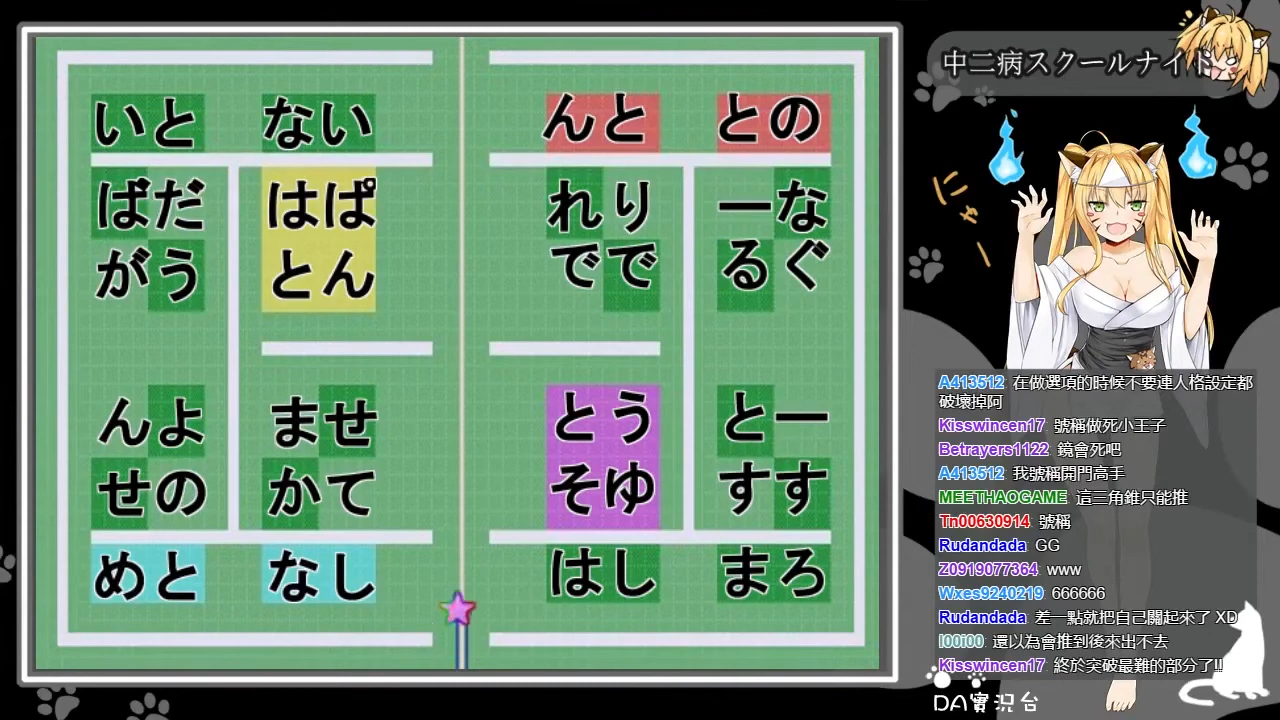 いと ない んと との
ばだ はぱ れり 一な
がう とん でで るぐ
んよ ませ とう と一
せの かて そゆ すす
めと なし はし まろ
中二病スクールナイト
にゃー
A413512 在做選項的時候不要連人格設定都
破壞掉阿
Kisswincen17 號稱做死小王子
Betrayers1122 鏡會死吧
A413512 我號稱開門高手
MEETHAOGAME 這三角錐只能推
Tn00630914 號稱
Rudandada GG
Z0919077364 www
Wxes9240219 666666
Rudandada 差一點就把自己關起來了 XD
l00i00 還以為會推到後來出不去
Kisswincen17 終於突破最難的部分了!!
DA實況台